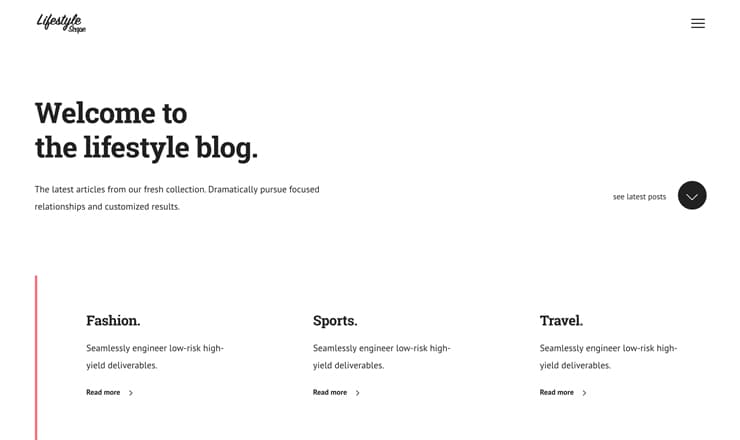 Lifestyle
Shape
Welcome to
the lifestyle blog.
The latest articles from our fresh collection. Dramatically pursue focused
relationships and customized results.
see latest posts
Fashion.
Sports.
Travel.
Seamlessly engineer low-risk high-
yield deliverables.
Seamlessly engineer low-risk high-
yield deliverables.
Seamlessly engineer low-risk high-
yield deliverables.
Read more
Read more
Read more